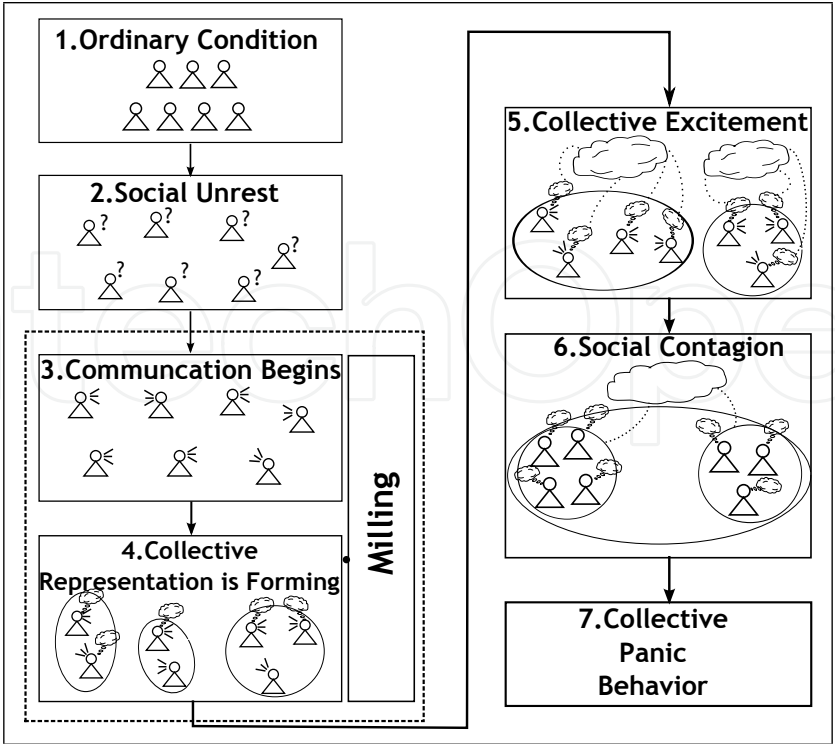 1.Ordinary Condition
2.Social Unrest
? ? ? ?
? ? ?
3.Communcation Begins
4.Collective
Representation is Forming
Milling
5.Collective Excitement
6.Social Contagion
7.Collective
Panic
Behavior
techOpe